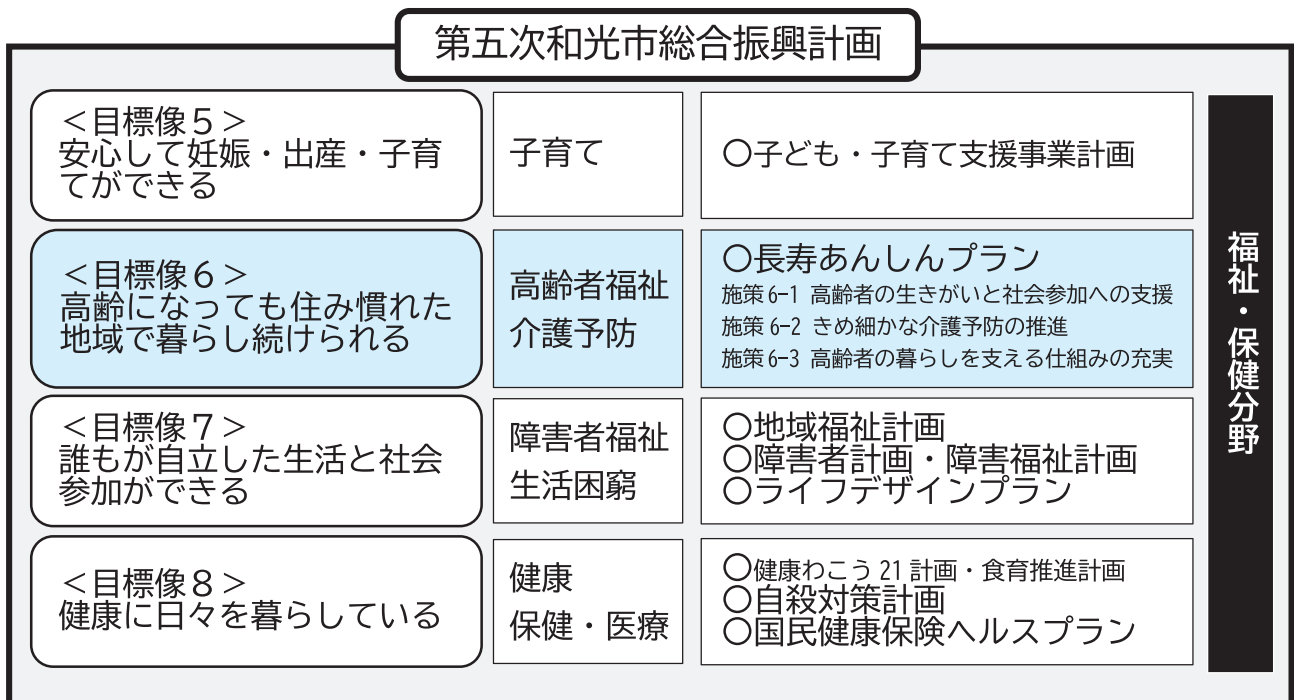 第五次和光市総合振興計画
＜目標像５＞
安心して妊娠・出産・子育
てができる
子育て
〇子ども・子育て支援事業計画
＜目標像６＞
高齢になっても住み慣れた
地域で暮らし続けられる
高齢者福祉
介護予防
〇長寿あんしんプラン
施策6-1 高齢者の生きがいと社会参加への支援
施策6-2 きめ細かな介護予防の推進
施策6-3 高齢者の暮らしを支える仕組みの充実
＜目標像７＞
誰もが自立した生活と社会
参加ができる
障害者福祉
生活困窮
〇地域福祉計画
〇障害者計画・障害福祉計画
〇ライフデザインプラン
＜目標像８＞
健康に日々を暮らしている
健康
保健・医療
〇健康わこう21計画・食育推進計画
〇自殺対策計画
〇国民健康保険ヘルスプラン
福祉・保健分野